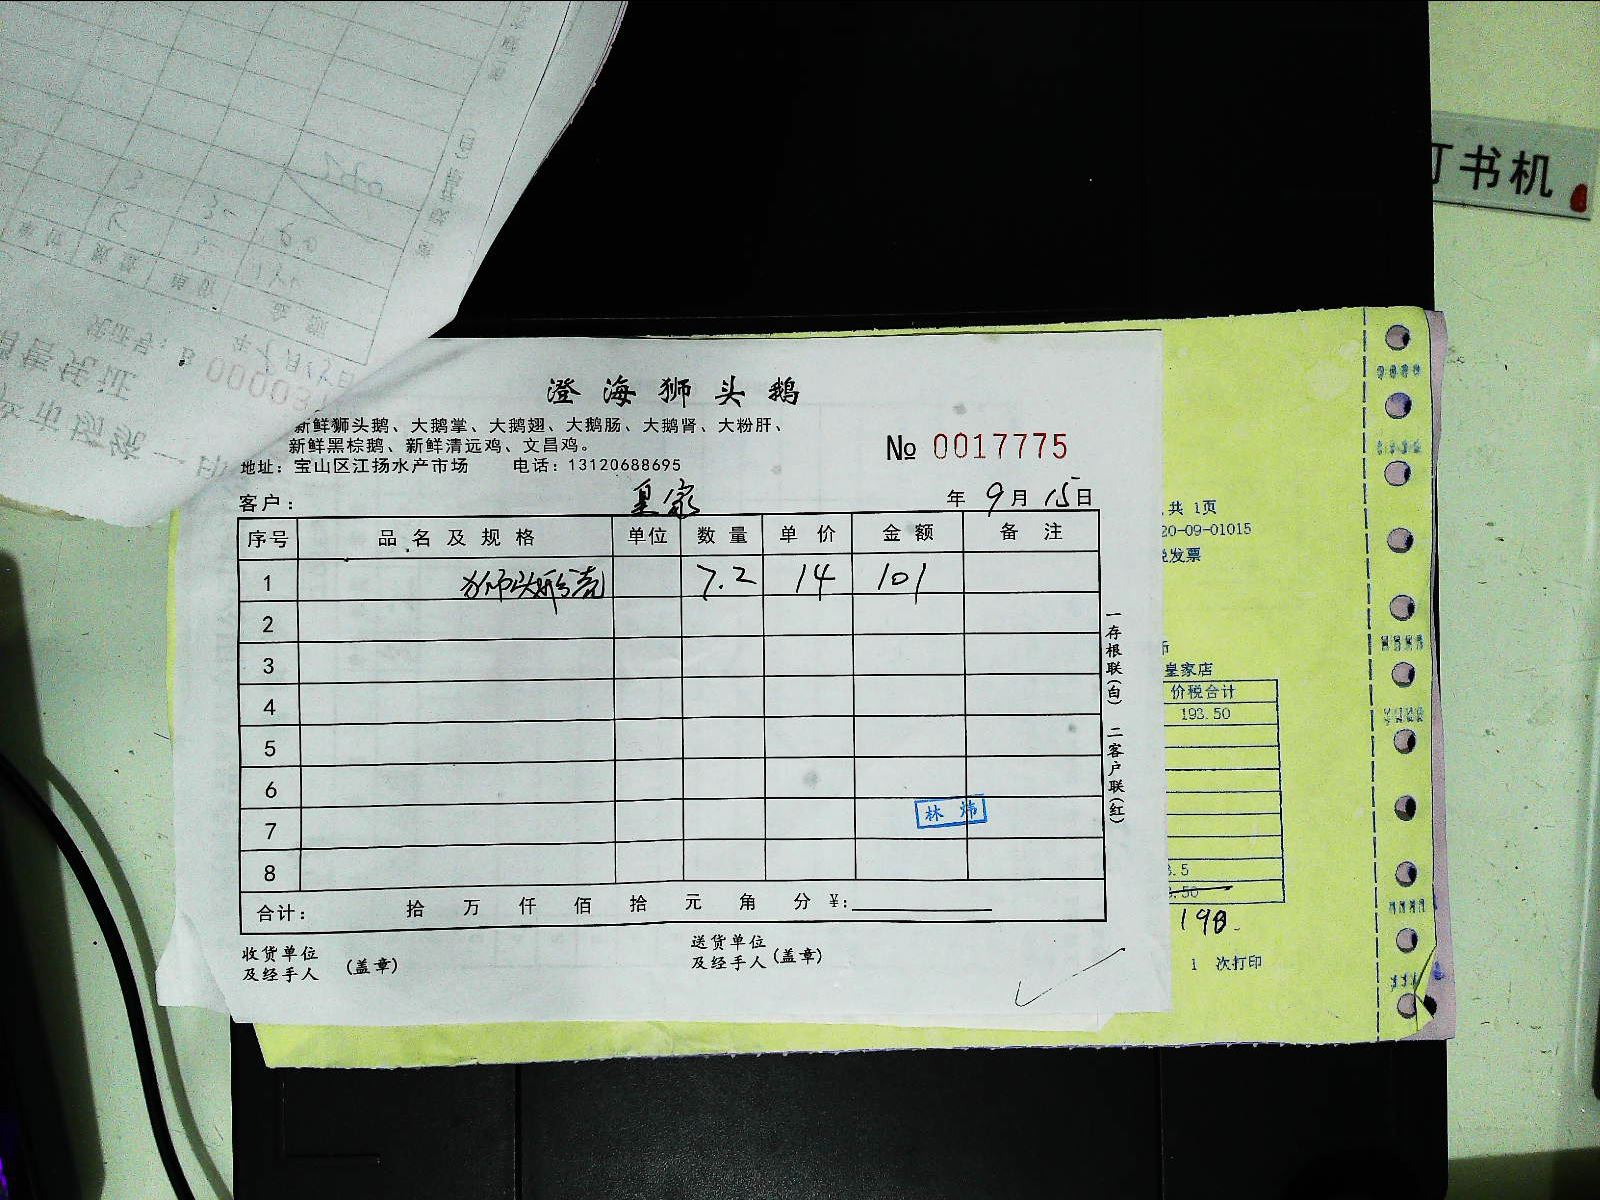 订书机
澄海狮头鹅
新鲜狮头鹅、大鹅掌、大鹅翅、大鹅肠、大鹅肾、大粉肝、
新鲜黑棕鹅、新鲜清远鸡、文昌鸡。
№ 0017775
地址：宝山区江扬水产市场 电话：13120688695
客户： 皇家 年 9 月 15 日
序号 品名及规格 单位 数量 单价 金额 备注
1 7.2 14 101
2
3
4
5
6
7
8
林炜
合计： 拾 万 仟 佰 拾 元 角 分 ¥:
收货单位
及经手人 (盖章)
送货单位
及经手人 (盖章)
一存根联(白) 二客户联(红)
共 1页
20-09-01015
发票
皇家店
价税合计
193.50
.5
.50
198
1 次打印